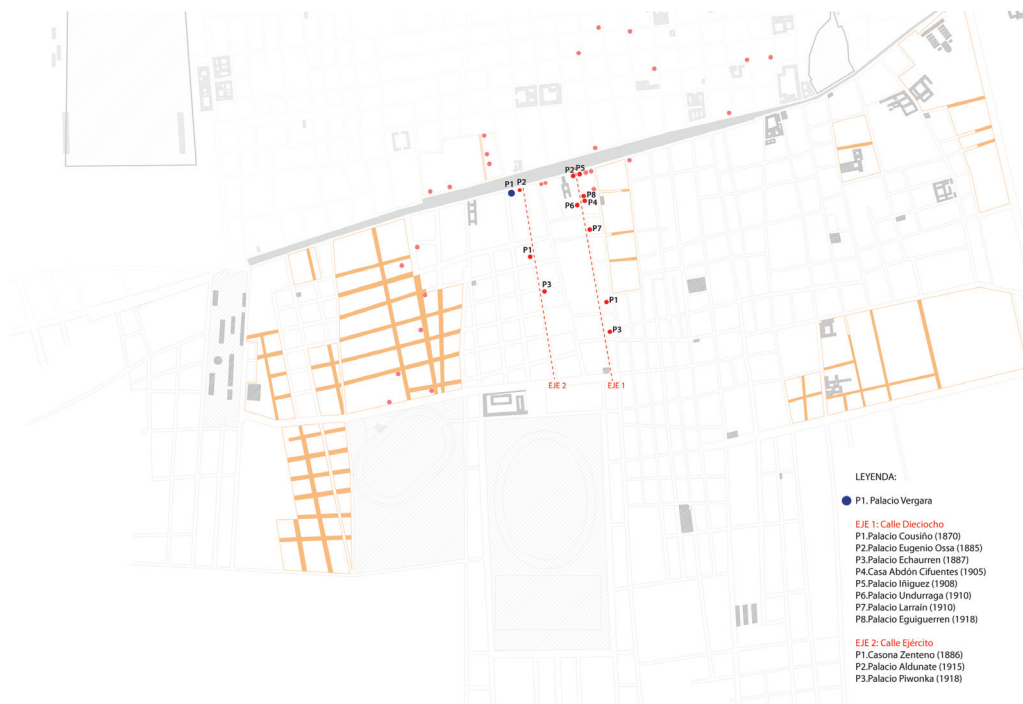 P2 P5
P1 P2
P8
P6 P4
P7
P1
P3
P1
P3
EJE 2 EJE 1
LEYENDA:
P1. Palacio Vergara
EJE 1: Calle Dieciocho
P1.Palacio Cousiño (1870)
P2.Palacio Eugenio Ossa (1885)
P3.Palacio Echaurren (1887)
P4.Casa Abdón Cifuentes (1905)
P5.Palacio Iñiguez (1908)
P6.Palacio Undurraga (1910)
P7.Palacio Larraín (1910)
P8.Palacio Eguiguerren (1918)
EJE 2: Calle Ejército
P1.Casona Zenteno (1886)
P2.Palacio Aldunate (1915)
P3.Palacio Piwonka (1918)